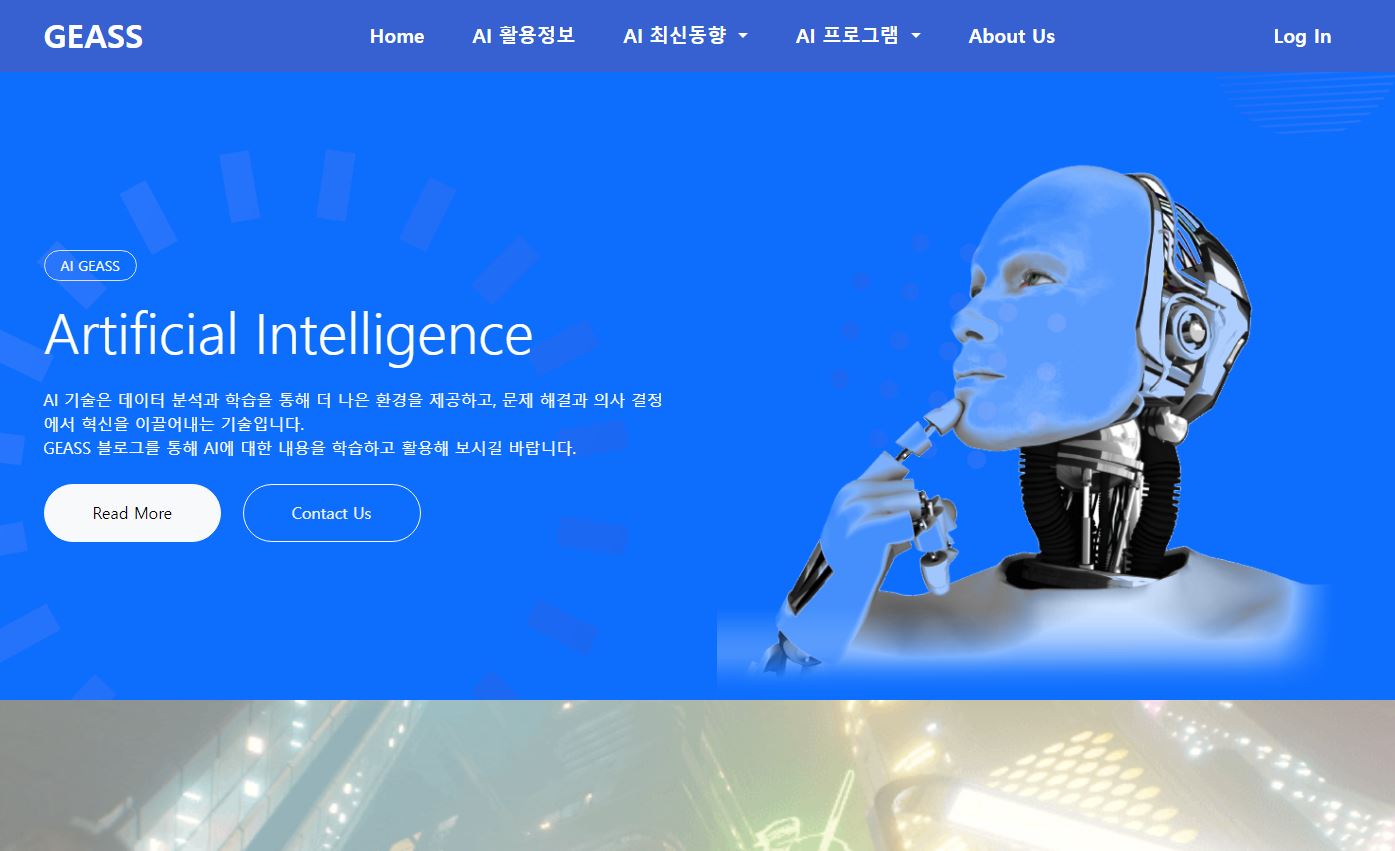 GEASS
Home
AI 활용정보
AI 최신동향
AI 프로그램
About Us
Log In
AI GEASS
Artificial Intelligence
AI 기술은 데이터 분석과 학습을 통해 더 나은 환경을 제공하고, 문제 해결과 의사 결정
에서 혁신을 이끌어내는 기술입니다.
GEASS 블로그를 통해 AI에 대한 내용을 학습하고 활용해 보시길 바랍니다.
Read More
Contact Us